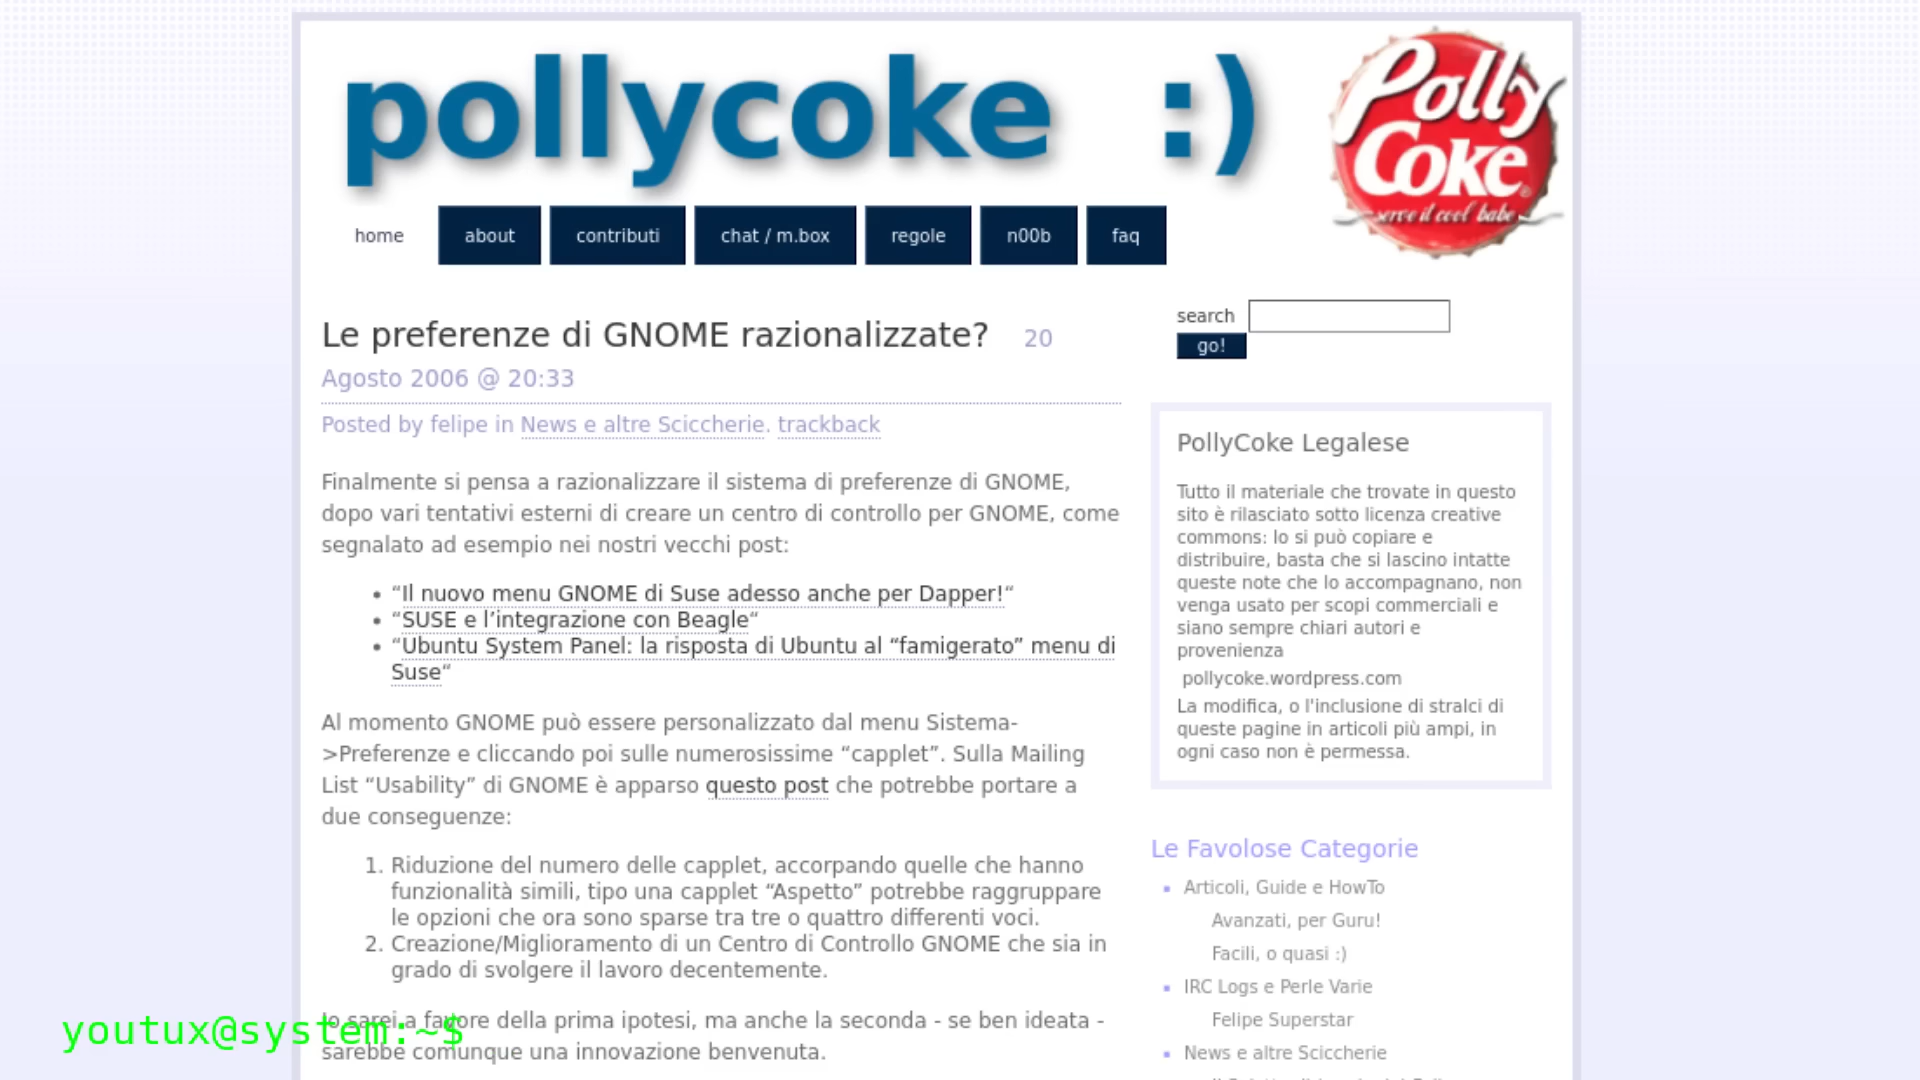 pollycoke :)
Polly
Coke
serve il cool babe
home about contributi chat / m.box regole n00b faq
Le preferenze di GNOME razionalizzate? 20
Agosto 2006 @ 20:33
Posted by felipe in News e altre Sciccherie. trackback
Finalmente si pensa a razionalizzare il sistema di preferenze di GNOME,
dopo vari tentativi esterni di creare un centro di controllo per GNOME, come
segnalato ad esempio nei nostri vecchi post:
• “Il nuovo menu GNOME di Suse adesso anche per Dapper!“
• “SUSE e l’integrazione con Beagle“
• “Ubuntu System Panel: la risposta di Ubuntu al “famigerato” menu di
Suse“
Al momento GNOME può essere personalizzato dal menu Sistema-
>Preferenze e cliccando poi sulle numerosissime “capplet”. Sulla Mailing
List “Usability” di GNOME è apparso questo post che potrebbe portare a
due conseguenze:
1. Riduzione del numero delle capplet, accorpando quelle che hanno
funzionalità simili, tipo una capplet “Aspetto” potrebbe raggruppare
le opzioni che ora sono sparse tra tre o quattro differenti voci.
2. Creazione/Miglioramento di un Centro di Controllo GNOME che sia in
grado di svolgere il lavoro decentemente.
Io sarei a favore della prima ipotesi, ma anche la seconda - se ben ideata -
sarebbe comunque una innovazione benvenuta.
youtux@system:~$
search
go!
PollyCoke Legalese
Tutto il materiale che trovate in questo
sito è rilasciato sotto licenza creative
commons: lo si può copiare e
distribuire, basta che si lascino intatte
queste note che lo accompagnano, non
venga usato per scopi commerciali e
siano sempre chiari autori e
provenienza
pollycoke.wordpress.com
La modifica, o l'inclusione di stralci di
queste pagine in articoli più ampi, in
ogni caso non è permessa.
Le Favolose Categorie
Articoli, Guide e HowTo
Avanzati, per Guru!
Facili, o quasi :)
IRC Logs e Perle Varie
Felipe Superstar
News e altre Sciccherie